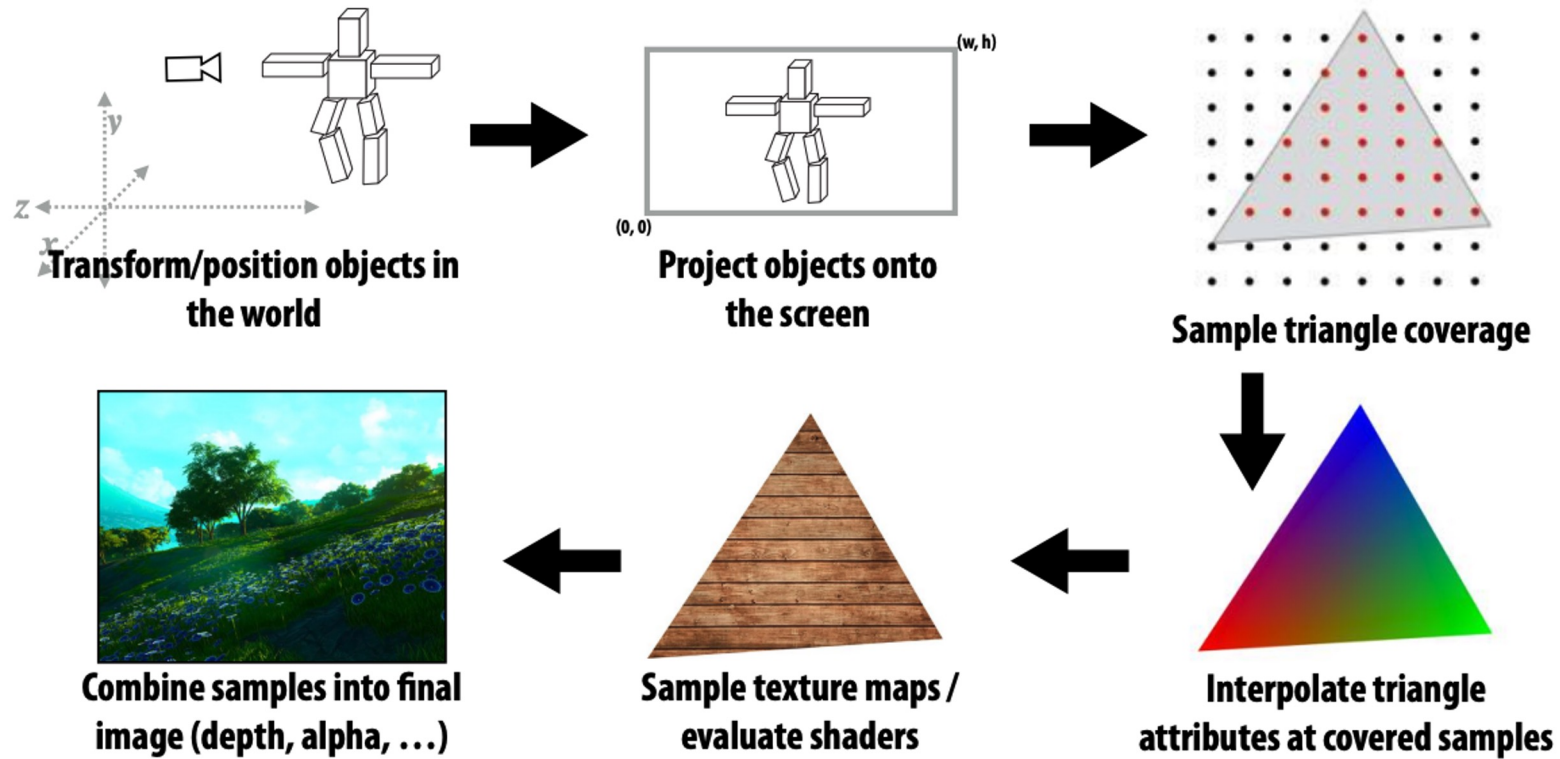 y
z
x
Transform/position objects in
the world
(w, h)
(0, 0)
Project objects onto
the screen
Sample triangle coverage
Combine samples into final
image (depth, alpha, …)
Sample texture maps /
evaluate shaders
Interpolate triangle
attributes at covered samples